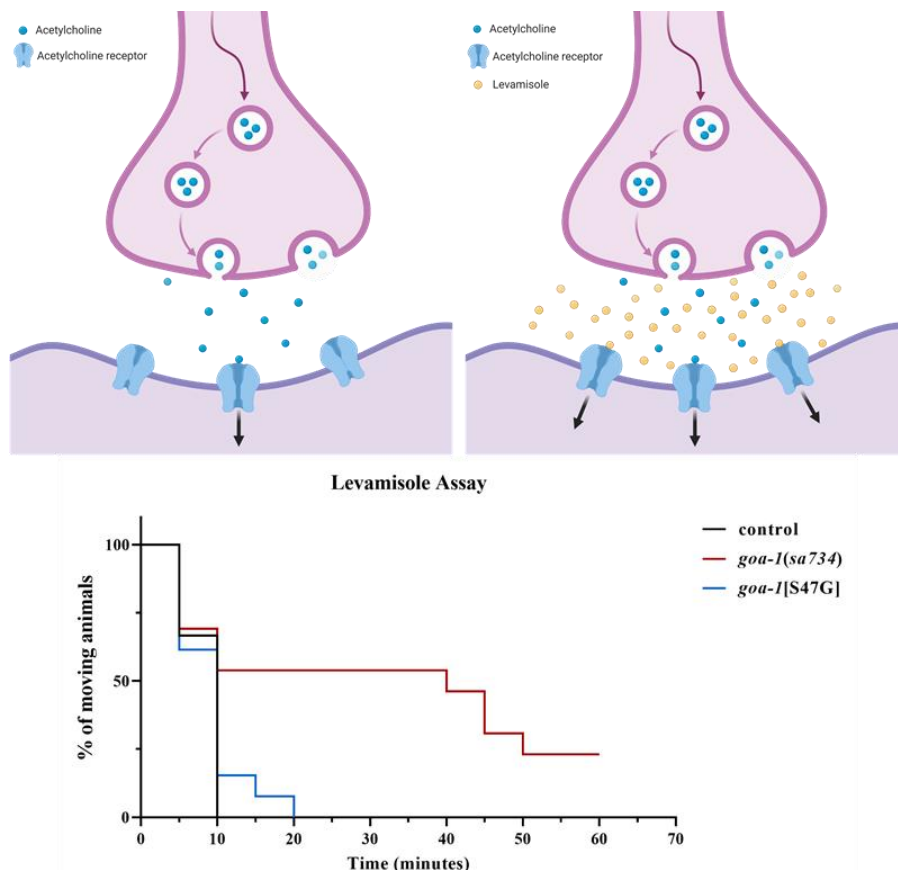 Acetylcholine
Acetylcholine receptor
Acetylcholine
Acetylcholine receptor
Levamisole
Levamisole Assay
control
goa-1(sa734)
goa-1[S47G]
% of moving animals
100
50
0
0 10 20 30 40 50 60 70
Time (minutes)